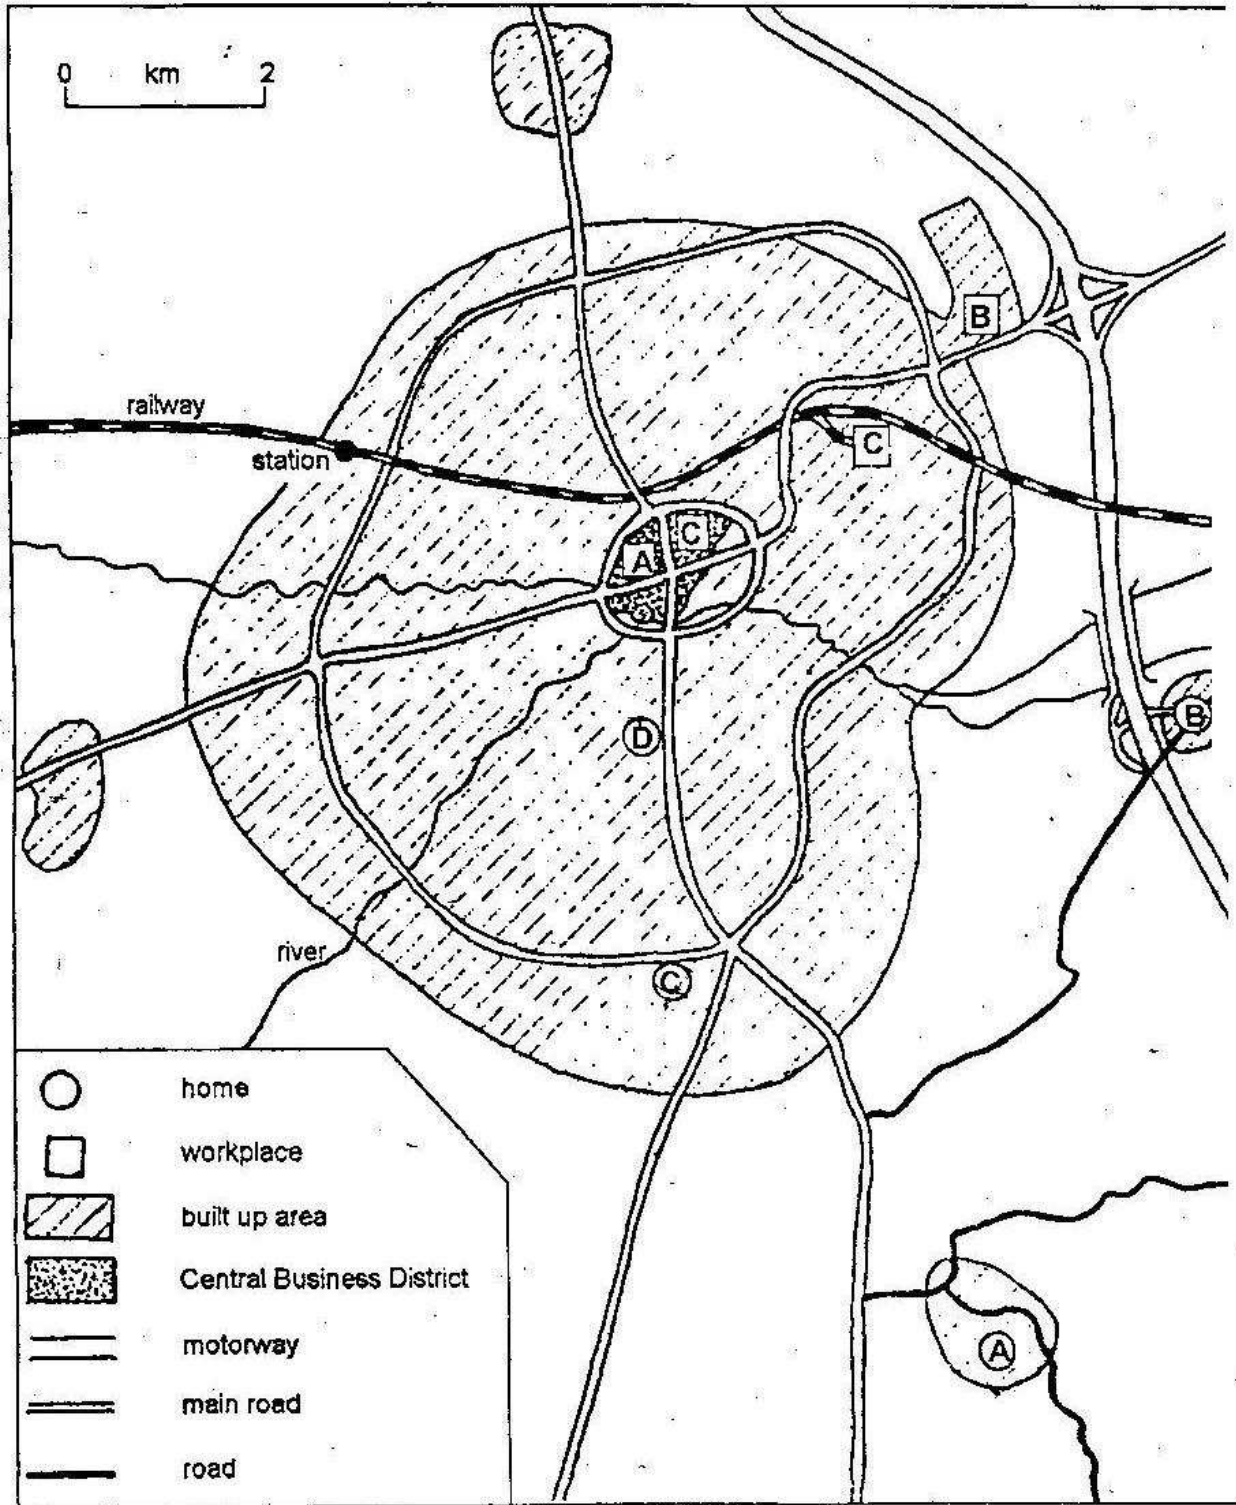 0 km 2
B
railway
C
station
C
A
B
D
river
C
home
workplace
built up area
Central Business District
A
motorway
main road
road